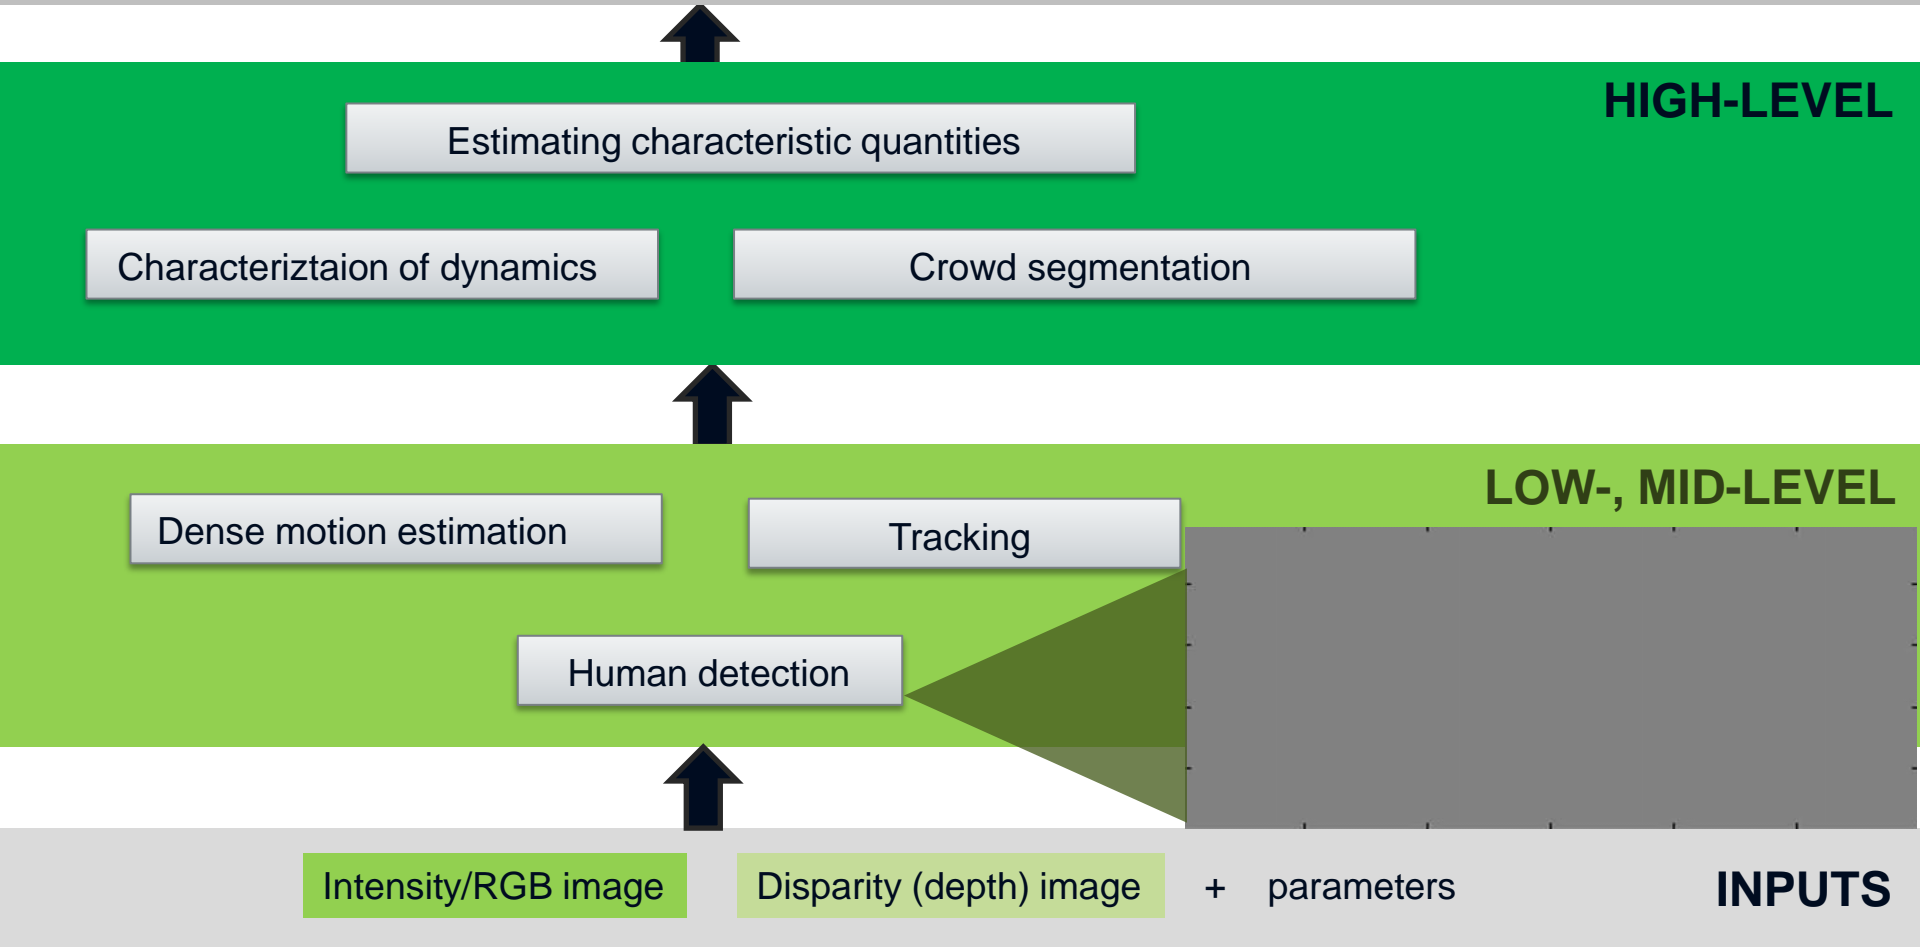 HIGH-LEVEL
Estimating characteristic quantities
Characteriztaion of dynamics
Crowd segmentation
LOW-, MID-LEVEL
Dense motion estimation
Tracking
Human detection
Intensity/RGB image
Disparity (depth) image
+ parameters
INPUTS